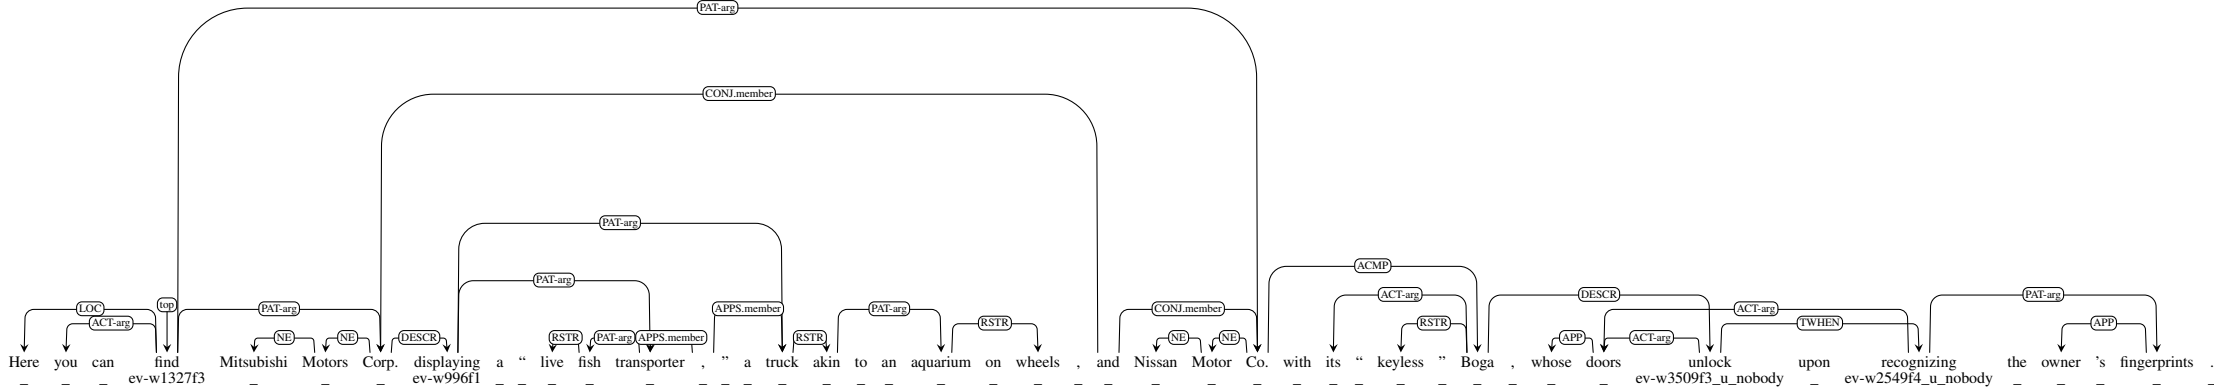 PAT-arg
CONJ.member
PAT-arg
ACMP
PAT-arg
ACT-arg DESCR PAT-arg
LOC top PAT-arg APPS.member PAT-arg CONJ.member ACT-arg
ACT-arg RSTR RSTR TWHEN APP
NE NE DESCR RSTR PAT-arg APPS.member RSTR NE NE APP ACT-arg
Here you can find Mitsubishi Motors Corp. displaying a “ live fish transporter , ” a truck akin to an aquarium on wheels , and Nissan Motor Co. with its “ keyless ” Boga , whose doors unlock upon recognizing the owner 's fingerprints .
_ _ _ ev-w1327f3 _ _ _ ev-w996f1 _ _ _ _ _ _ _ _ _ _ _ _ _ _ _ _ _ _ _ _ _ _ _ _ _ _ _ _ _ ev-w3509f3_u_nobody _ ev-w2549f4_u_nobody _ _ _ _ _